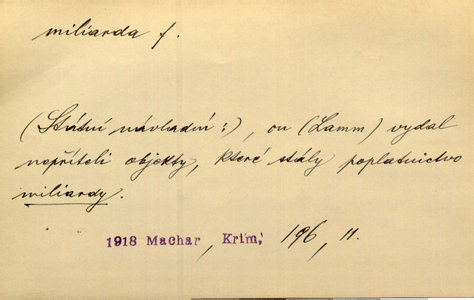 miliarda f.
(Státní návladní:), on (Lamm) vydal
nepříteli objekty, které stály poplatnictvo
miliardy.
1918 Machar, Krim, 196, 11.